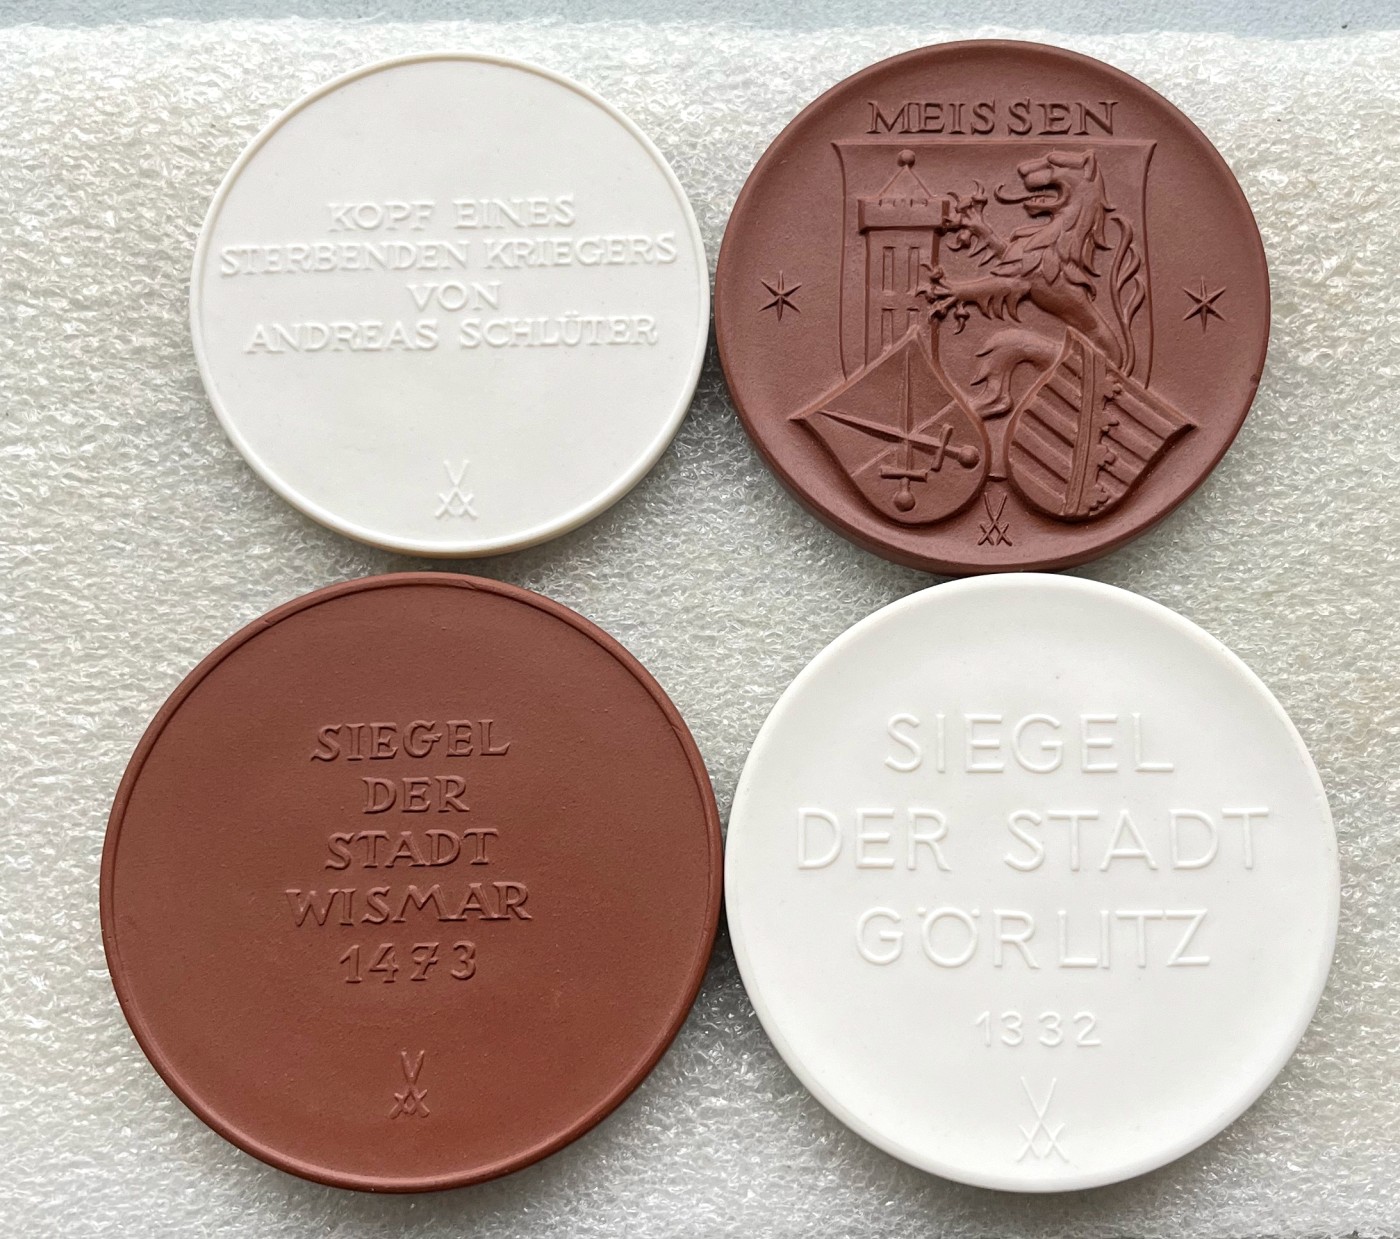 KOPF EINES
STERBENDEN KRIEGERS
VON
ANDREAS SCHLÜTER
MEISSEN
SIEGEL
DER
STADT
WISMAR
1473
SIEGEL
DER STADT
GÖRLITZ
1332